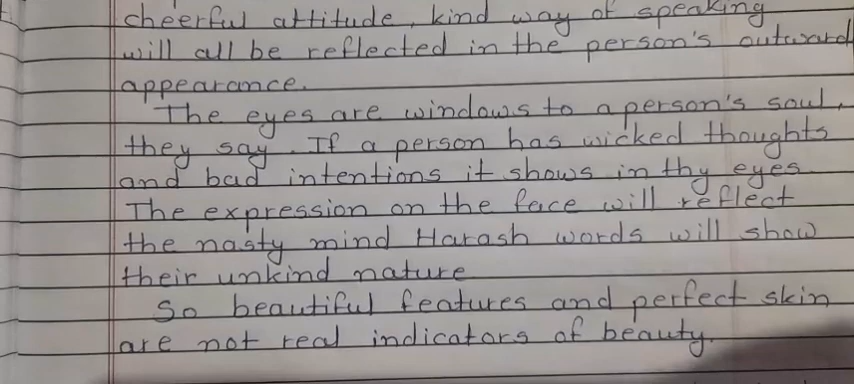 cheerful attitude, kind way of speaking
will all be reflected in the person's outward
appearance.
The eyes are windows to a person's soul,
they say. If a person has wicked thoughts
and bad intentions it shows in thy eyes.
The expression on the face will reflect
the nasty mind Harash words will show
their unkind nature
So beautiful features and perfect skin
are not real indicators of beauty.